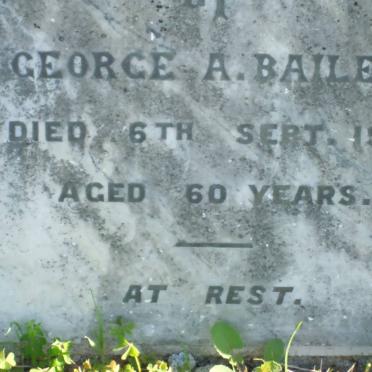 GEORGE A. BAILE
DIED 6TH SEPT. 1
AGED 60 YEARS.
AT REST.